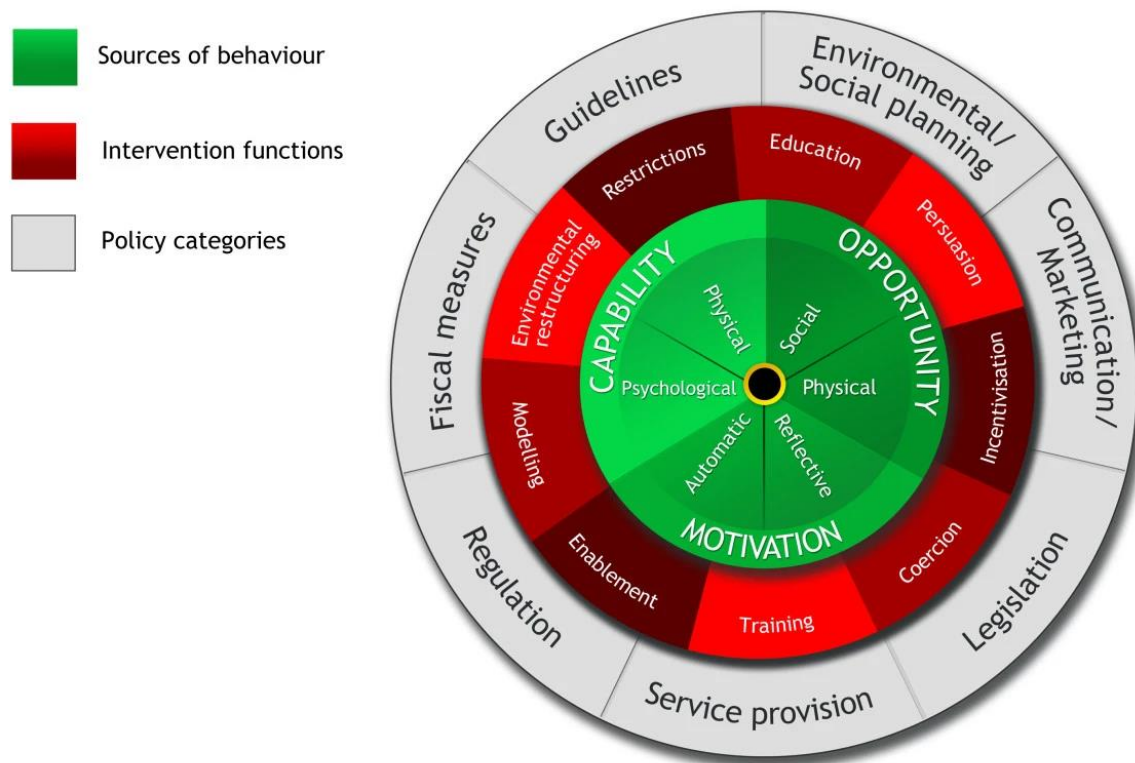 Sources of behaviour
Intervention functions
Policy categories
Guidelines
Environmental/
Social planning
Communication/
Marketing
Legislation
Service provision
Regulation
Fiscal measures
Restrictions
Education
Persuasion
Incentivisation
Coercion
Training
Enablement
Modelling
Environmental
restructuring
CAPABILITY
OPPORTUNITY
MOTIVATION
Physical
Social
Psychological
Physical
Automatic
Reflective